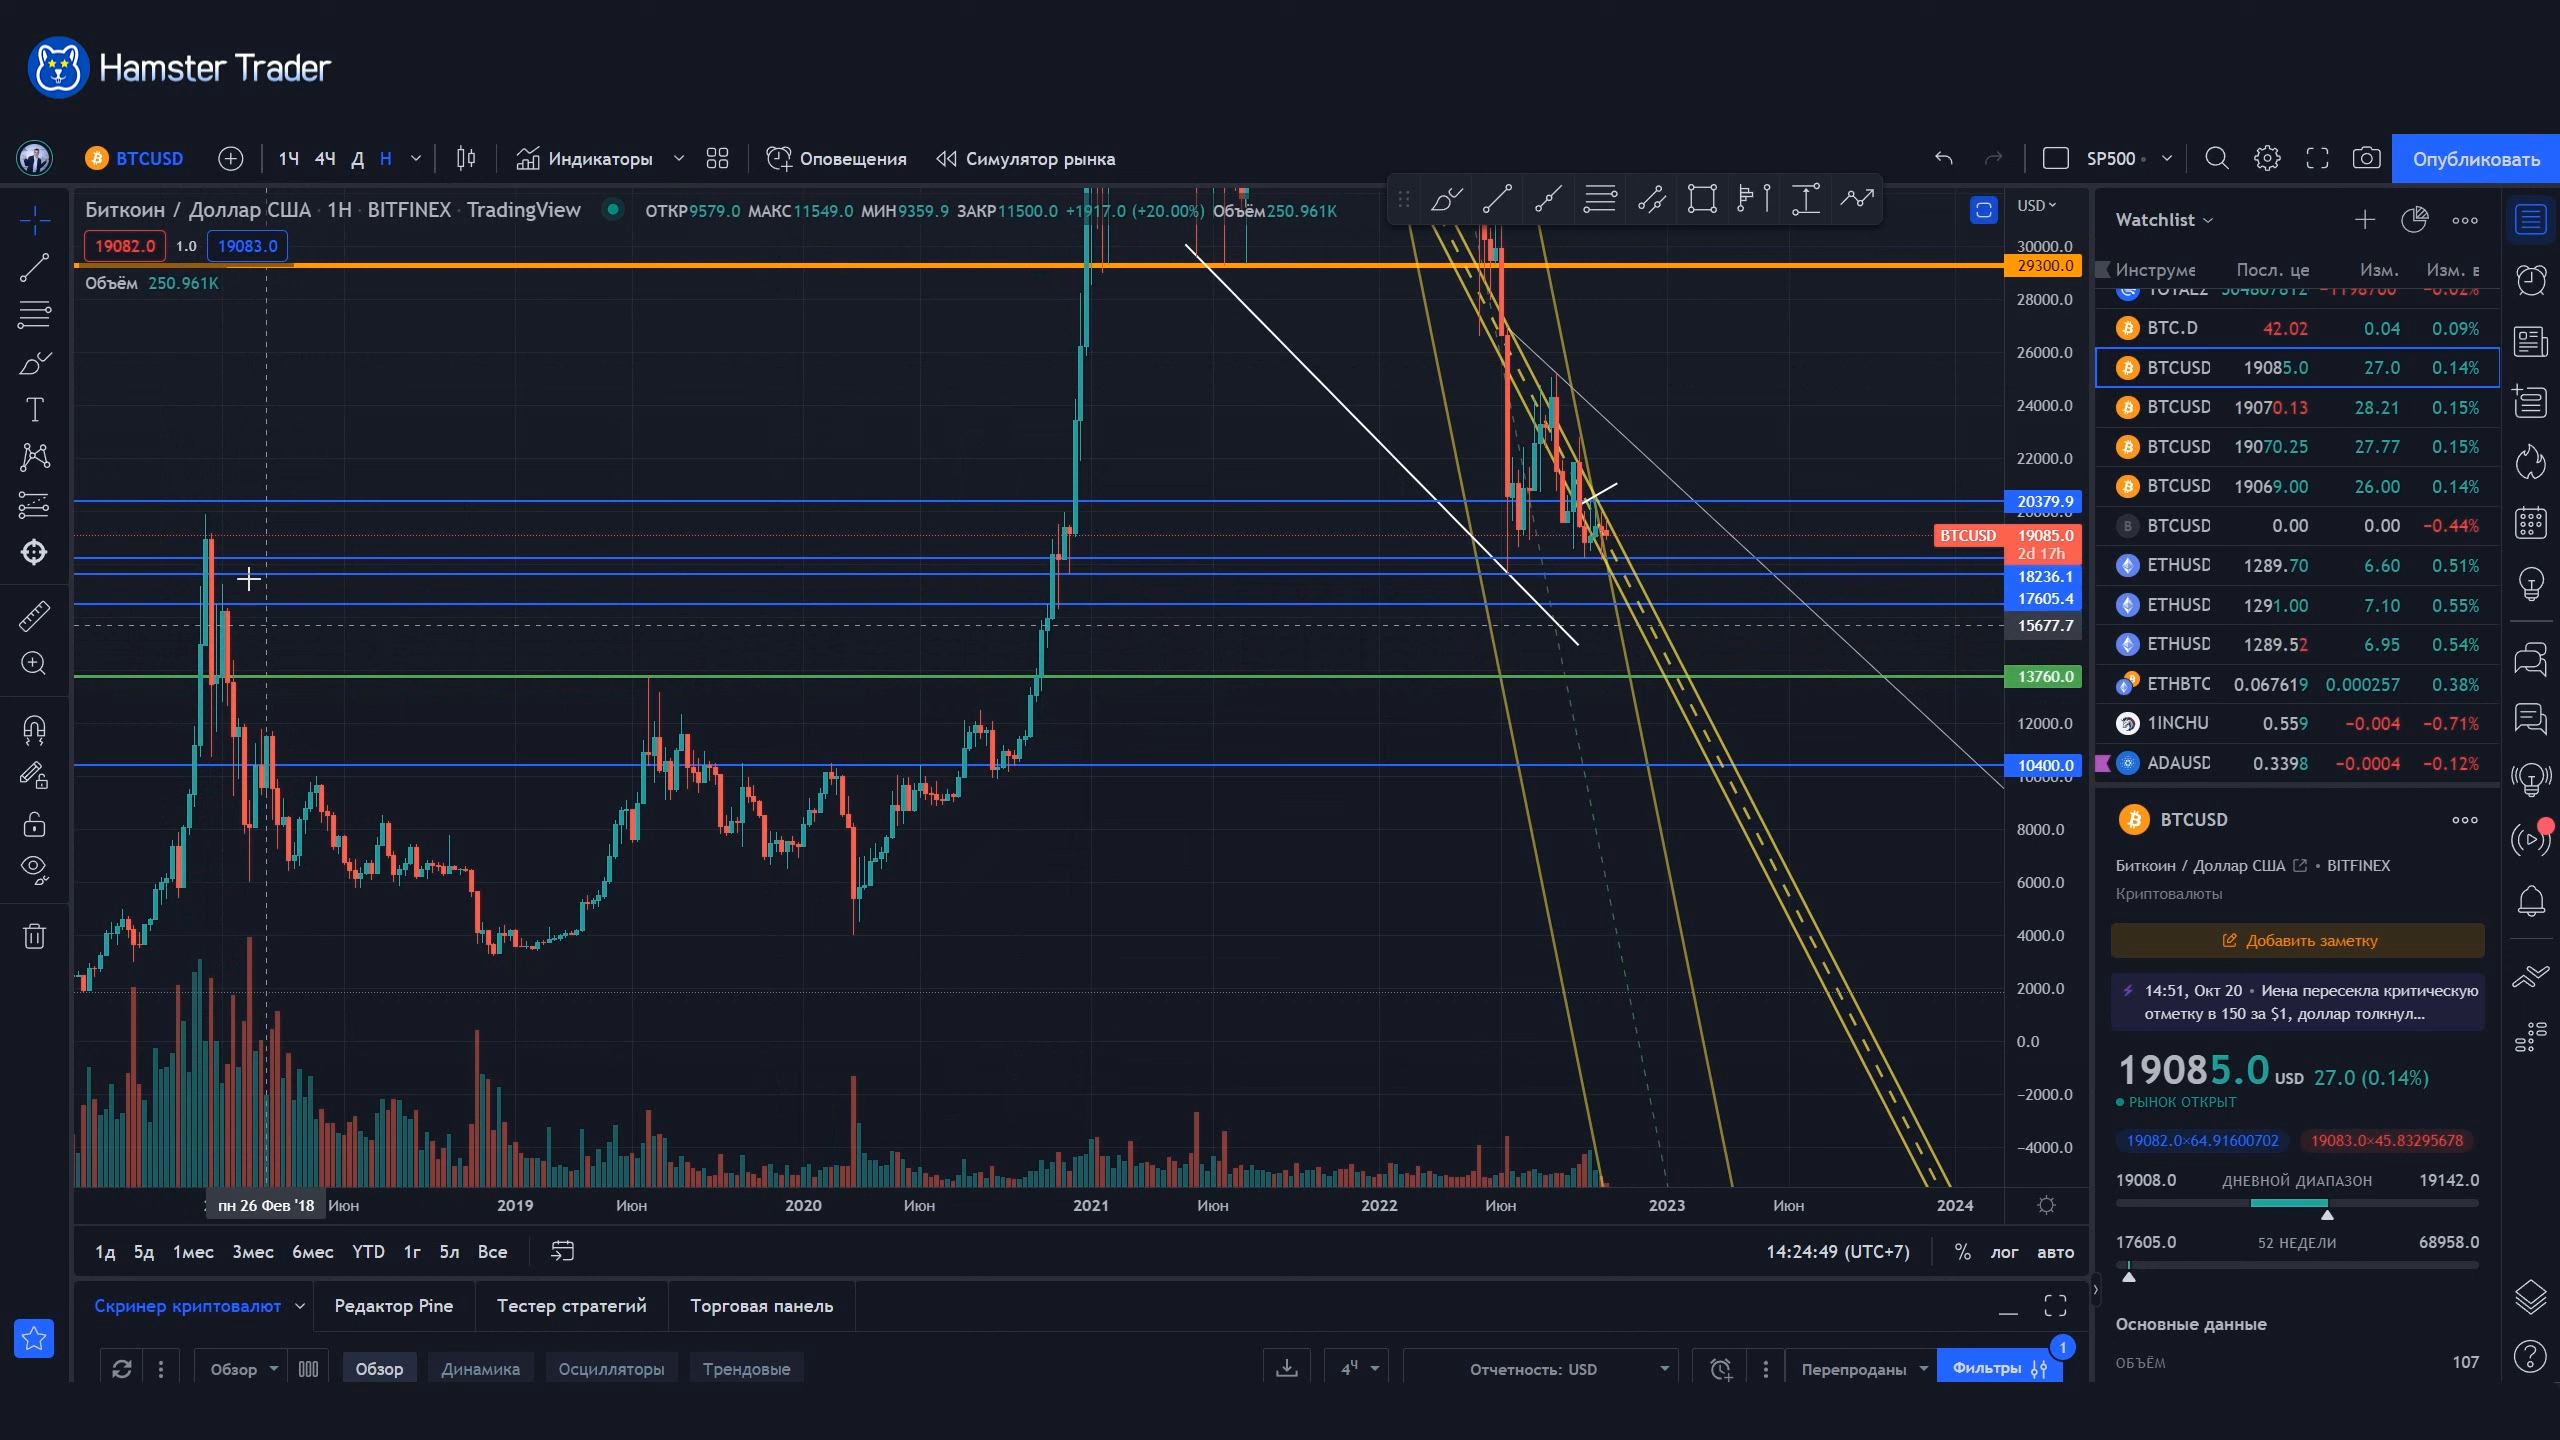 Hamster Trader
BTCUSD 1Ч 4Ч Д Н Индикаторы Оповещения Симулятор рынка SP500 Опубликовать
Биткоин / Доллар США · 1Н · BITFINEX · TradingView ОТКР9579.0 МАКС11549.0 МИН9359.9 ЗАКР11500.0 +1917.0 (+20.00%) Объём250.961K
19082.0 1.0 19083.0
Объём 250.961K
USD
30000.0
29300.0
28000.0
26000.0
24000.0
22000.0
20379.9
BTCUSD 19085.0
2d 17h
18236.1
17605.4
15677.7
13760.0
12000.0
10400.0
10000.0
8000.0
6000.0
4000.0
2000.0
0.0
−2000.0
−4000.0
пн 26 Фев '18 Июн 2019 Июн 2020 Июн 2021 Июн 2022 Июн 2023 Июн 2024
1д 5д 1мес 3мес 6мес YTD 1г 5л Все 14:24:49 (UTC+7) % лог авто
Скринер криптовалют Редактор Pine Тестер стратегий Торговая панель
Обзор Обзор Динамика Осцилляторы Трендовые 4Ч Отчетность: USD Перепроданы Фильтры 1
Watchlist
Инструме Посл. це Изм. Изм. в
BTC.D 42.02 0.04 0.09%
BTCUSD 19085.0 27.0 0.14%
BTCUSD 19070.13 28.21 0.15%
BTCUSD 19070.25 27.77 0.15%
BTCUSD 19069.00 26.00 0.14%
BTCUSD 0.00 0.00 −0.44%
ETHUSD 1289.70 6.60 0.51%
ETHUSD 1291.00 7.10 0.55%
ETHUSD 1289.52 6.95 0.54%
ETHBTC 0.067619 0.000257 0.38%
1INCHU 0.559 −0.004 −0.71%
ADAUSD 0.3398 −0.0004 −0.12%
BTCUSD
Биткоин / Доллар США • BITFINEX
Криптовалюты
Добавить заметку
14:51, Окт 20 • Иена пересекла критическую
отметку в 150 за $1, доллар толкнул...
19085.0 USD 27.0 (0.14%)
РЫНОК ОТКРЫТ
19082.0×64.91600702 19083.0×45.83295678
19008.0 ДНЕВНОЙ ДИАПАЗОН 19142.0
17605.0 52 НЕДЕЛИ 68958.0
Основные данные
ОБЪЁМ 107